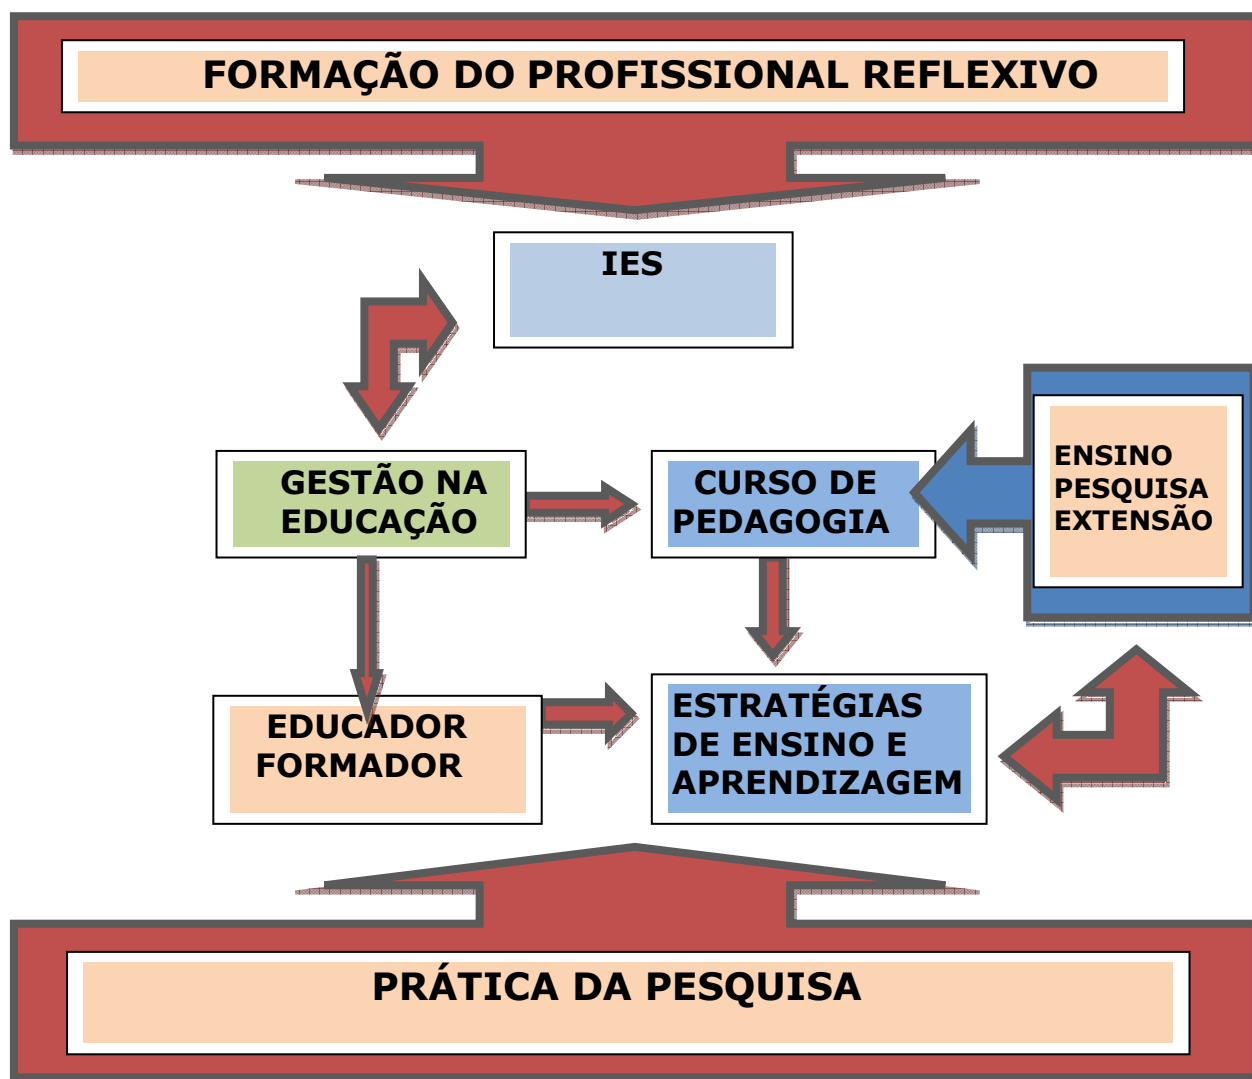 FORMAÇÃO DO PROFISSIONAL REFLEXIVO
IES
GESTÃO NA
EDUCAÇÃO
CURSO DE
PEDAGOGIA
ENSINO
PESQUISA
EXTENSÃO
EDUCADOR
FORMADOR
ESTRATÉGIAS
DE ENSINO E
APRENDIZAGEM
PRÁTICA DA PESQUISA